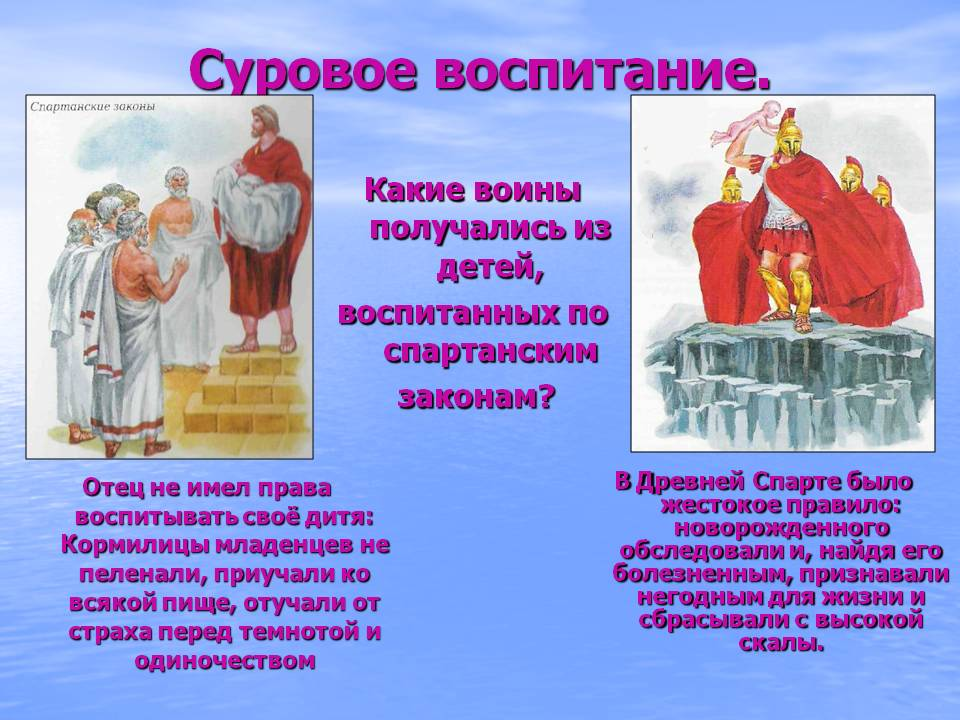 Суровое воспитание.
Спартанские законы
Какие воины
получались из
детей,
воспитанных по
спартанским
законам?
Отец не имел права
воспитывать своё дитя:
Кормилицы младенцев не
пеленали, приучали ко
всякой пище, отучали от
страха перед темнотой и
одиночеством
В Древней Спарте было
жестокое правило:
новорожденного
обследовали и, найдя его
болезненным, признавали
негодным для жизни и
сбрасывали с высокой
скалы.